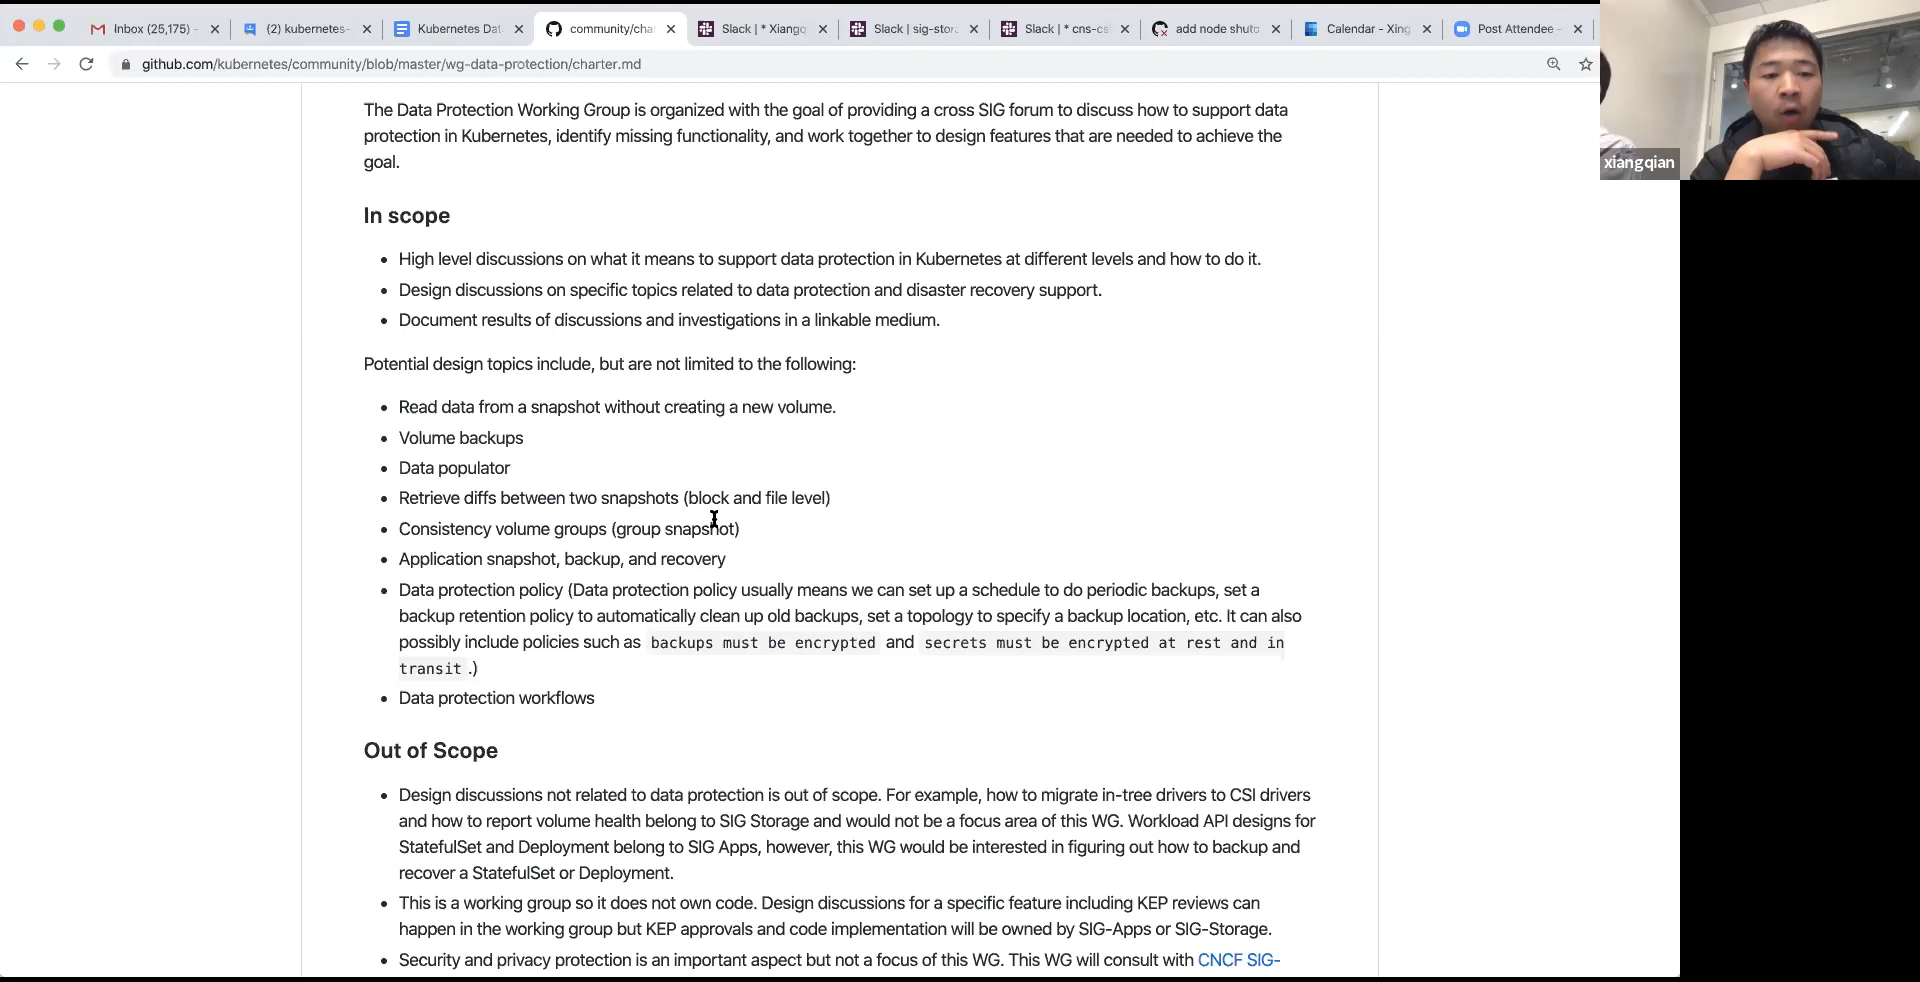 Inbox (25,175) -
(2) kubernetes-
Kubernetes Dat
community/cha
Slack | * Xiangq
Slack | sig-stora
Slack | * cns-cs
add node shutd
Calendar - Xing
Post Attendee -
github.com/kubernetes/community/blob/master/wg-data-protection/charter.md
xiangqian
The Data Protection Working Group is organized with the goal of providing a cross SIG forum to discuss how to support data
protection in Kubernetes, identify missing functionality, and work together to design features that are needed to achieve the
goal.
In scope
• High level discussions on what it means to support data protection in Kubernetes at different levels and how to do it.
• Design discussions on specific topics related to data protection and disaster recovery support.
• Document results of discussions and investigations in a linkable medium.
Potential design topics include, but are not limited to the following:
• Read data from a snapshot without creating a new volume.
• Volume backups
• Data populator
• Retrieve diffs between two snapshots (block and file level)
• Consistency volume groups (group snapshot)
• Application snapshot, backup, and recovery
• Data protection policy (Data protection policy usually means we can set up a schedule to do periodic backups, set a
backup retention policy to automatically clean up old backups, set a topology to specify a backup location, etc. It can also
possibly include policies such as backups must be encrypted and secrets must be encrypted at rest and in
transit .)
• Data protection workflows
Out of Scope
• Design discussions not related to data protection is out of scope. For example, how to migrate in-tree drivers to CSI drivers
and how to report volume health belong to SIG Storage and would not be a focus area of this WG. Workload API designs for
StatefulSet and Deployment belong to SIG Apps, however, this WG would be interested in figuring out how to backup and
recover a StatefulSet or Deployment.
• This is a working group so it does not own code. Design discussions for a specific feature including KEP reviews can
happen in the working group but KEP approvals and code implementation will be owned by SIG-Apps or SIG-Storage.
• Security and privacy protection is an important aspect but not a focus of this WG. This WG will consult with CNCF SIG-